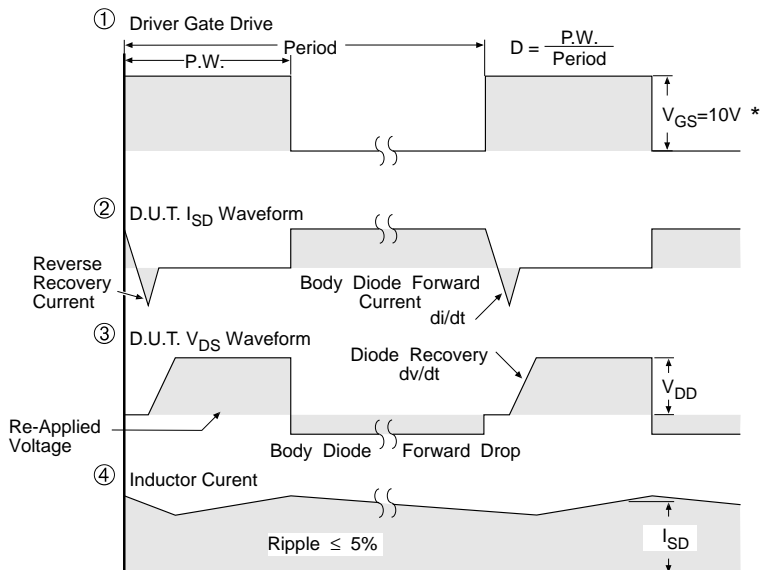 ① Driver Gate Drive
P.W.
Period
D = P.W. / Period
V_GS=10V *
② D.U.T. I_SD Waveform
Reverse
Recovery
Current
Body Diode Forward
Current
di/dt
③ D.U.T. V_DS Waveform
Diode Recovery
dv/dt
V_DD
Re-Applied
Voltage
Body Diode Forward Drop
④ Inductor Curent
Ripple ≤ 5%
I_SD